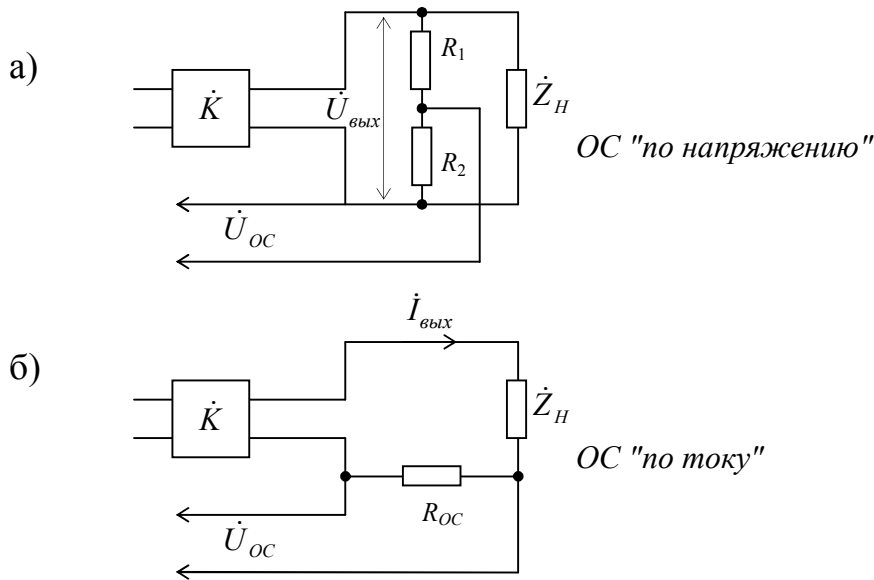 а)
K̇
U̇вых
R1
R2
ŻН
ОС "по напряжению"
U̇ОС
İвых
б)
K̇
ŻН
ОС "по току"
RОС
U̇ОС